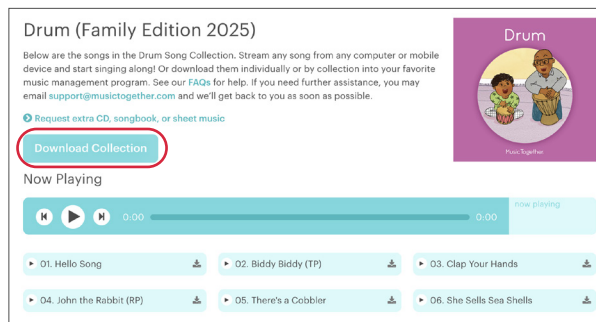 Drum (Family Edition 2025)
Below are the songs in the Drum Song Collection. Stream any song from any computer or mobile
device and start singing along! Or download them individually or by collection into your favorite
music management program. See our FAQs for help. If you need further assistance, you may
email support@musictogether.com and we'll get back to you as soon as possible.
Request extra CD, songbook, or sheet music
Download Collection
Drum
Music Together
Now Playing
0:00
0:00
now playing
01. Hello Song
02. Biddy Biddy (TP)
03. Clap Your Hands
04. John the Rabbit (RP)
05. There's a Cobbler
06. She Sells Sea Shells